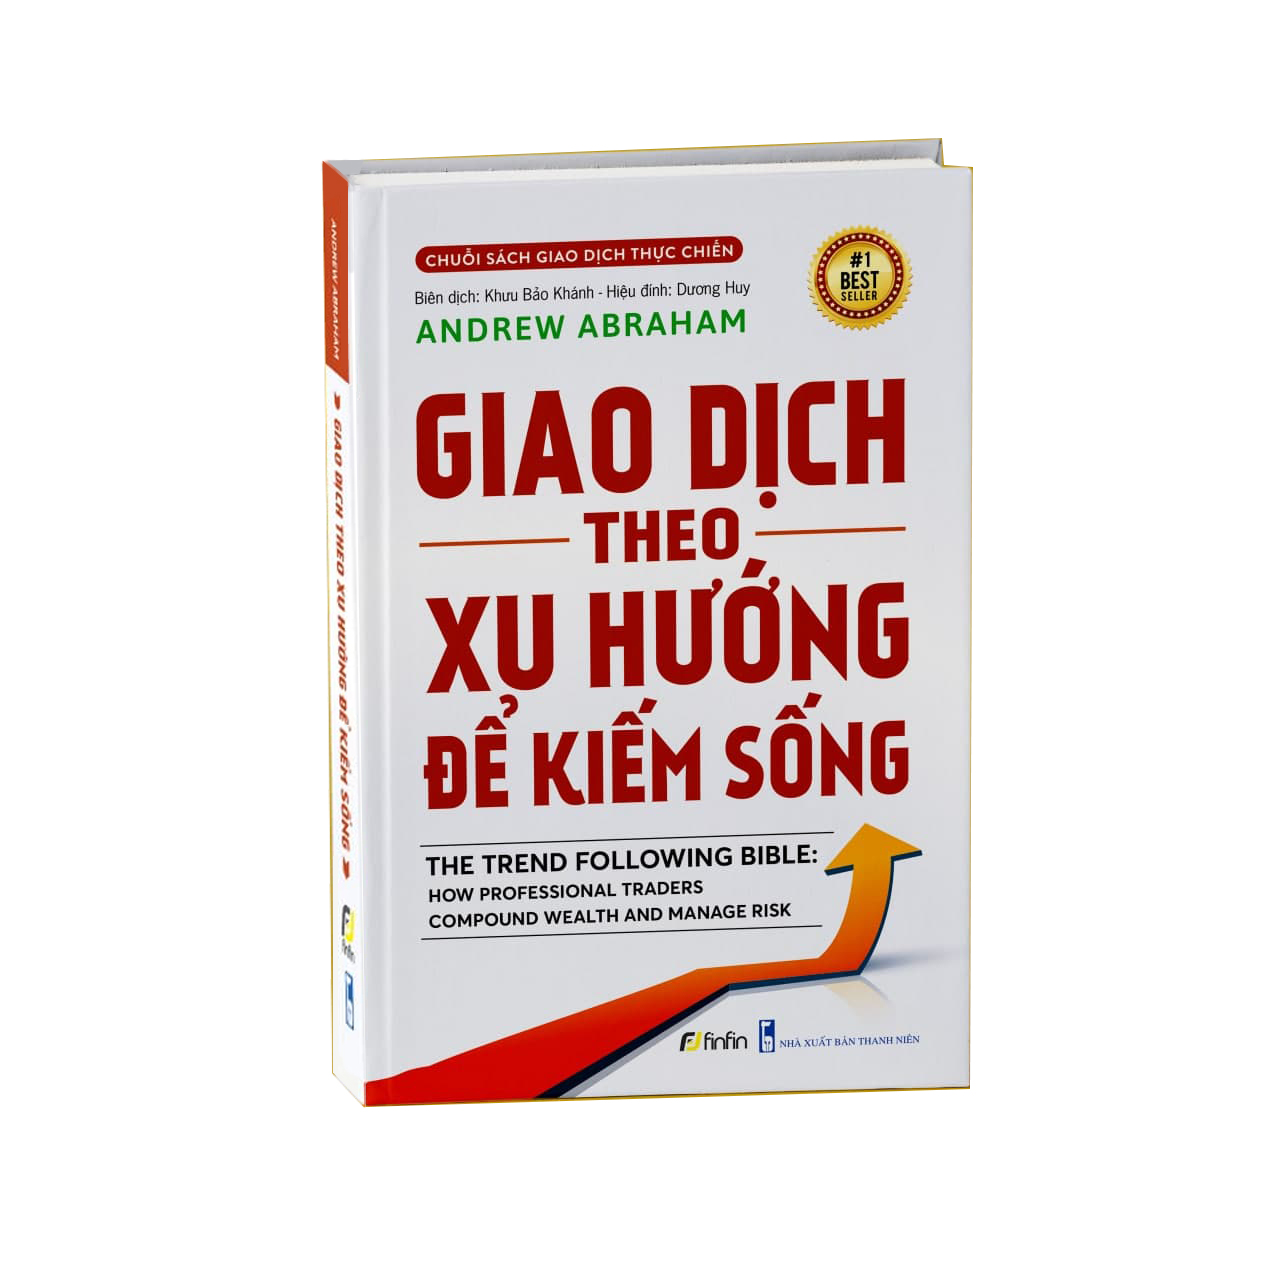 CHUỖI SÁCH GIAO DỊCH THỰC CHIẾN
Biên dịch: Khưu Bảo Khánh - Hiệu đính: Dương Huy
ANDREW ABRAHAM
#1
BEST
SELLER
GIAO DỊCH
THEO
XU HƯỚNG
ĐỂ KIẾM SỐNG
THE TREND FOLLOWING BIBLE:
HOW PROFESSIONAL TRADERS
COMPOUND WEALTH AND MANAGE RISK
finfin
NHÀ XUẤT BẢN THANH NIÊN
ANDREW ABRAHAM
GIAO DỊCH THEO XU HƯỚNG ĐỂ KIẾM SỐNG
finfin